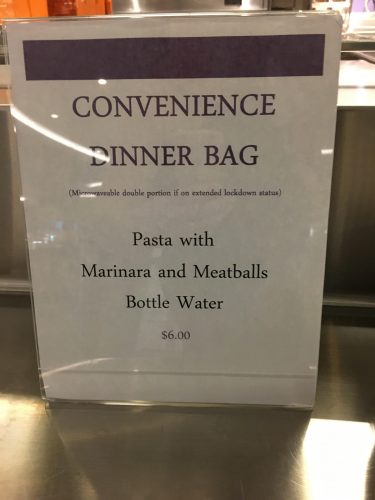 CONVENIENCE
DINNER BAG
(Microwaveable double portion if on extended lockdown status)
Pasta with
Marinara and Meatballs
Bottle Water
$6.00